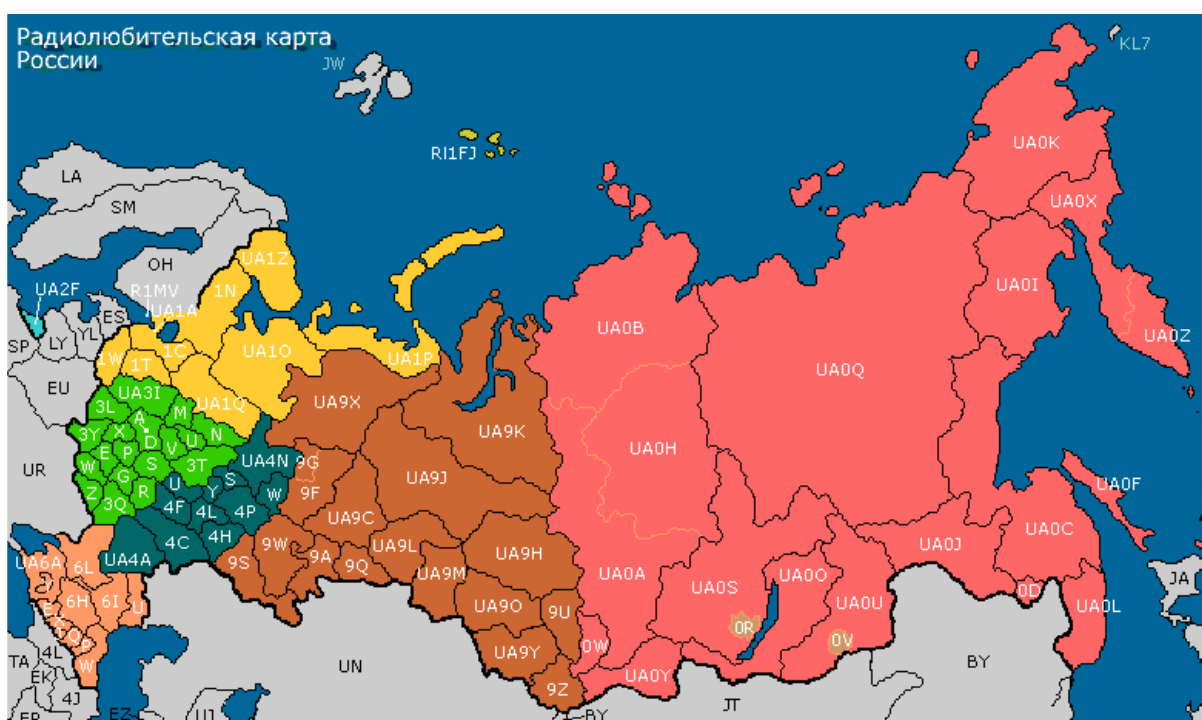 Радиолюбительская карта
России
JW
KL7
RI1FJ
UA0K
LA
UA0X
SM
OH
UA1Z
UA2F
R1MV
1N
UA1A
ES
UA0I
UA0B
YL
LY
SP
1W
1C
1T
UA1O
UA1P
UA0Z
UA0Q
EU
UA3I
3L
M
A
UA1Q
UA9X
UA9K
3Y
X
D
U
N
UA0H
W
E
P
V
S
3T
UA4N
9G
UR
G
U
S
UA9J
Z
3Q
R
Y
W
9F
UA0F
4F
4L
4P
UA9C
UA0C
UA4A
4C
4H
9W
UA9L
UA9H
UA0J
UA6A
6L
9S
9A
9Q
UA9M
UA0A
UA0S
UA0O
JA
Y
0D
UA0L
6H
6I
U
UA9O
9U
UA0U
E
X
0R
0V
Q
P
0W
4L
W
UA9Y
TA
EK
UN
UA0Y
BY
4J
9Z
JT
EZ
UJ
BY